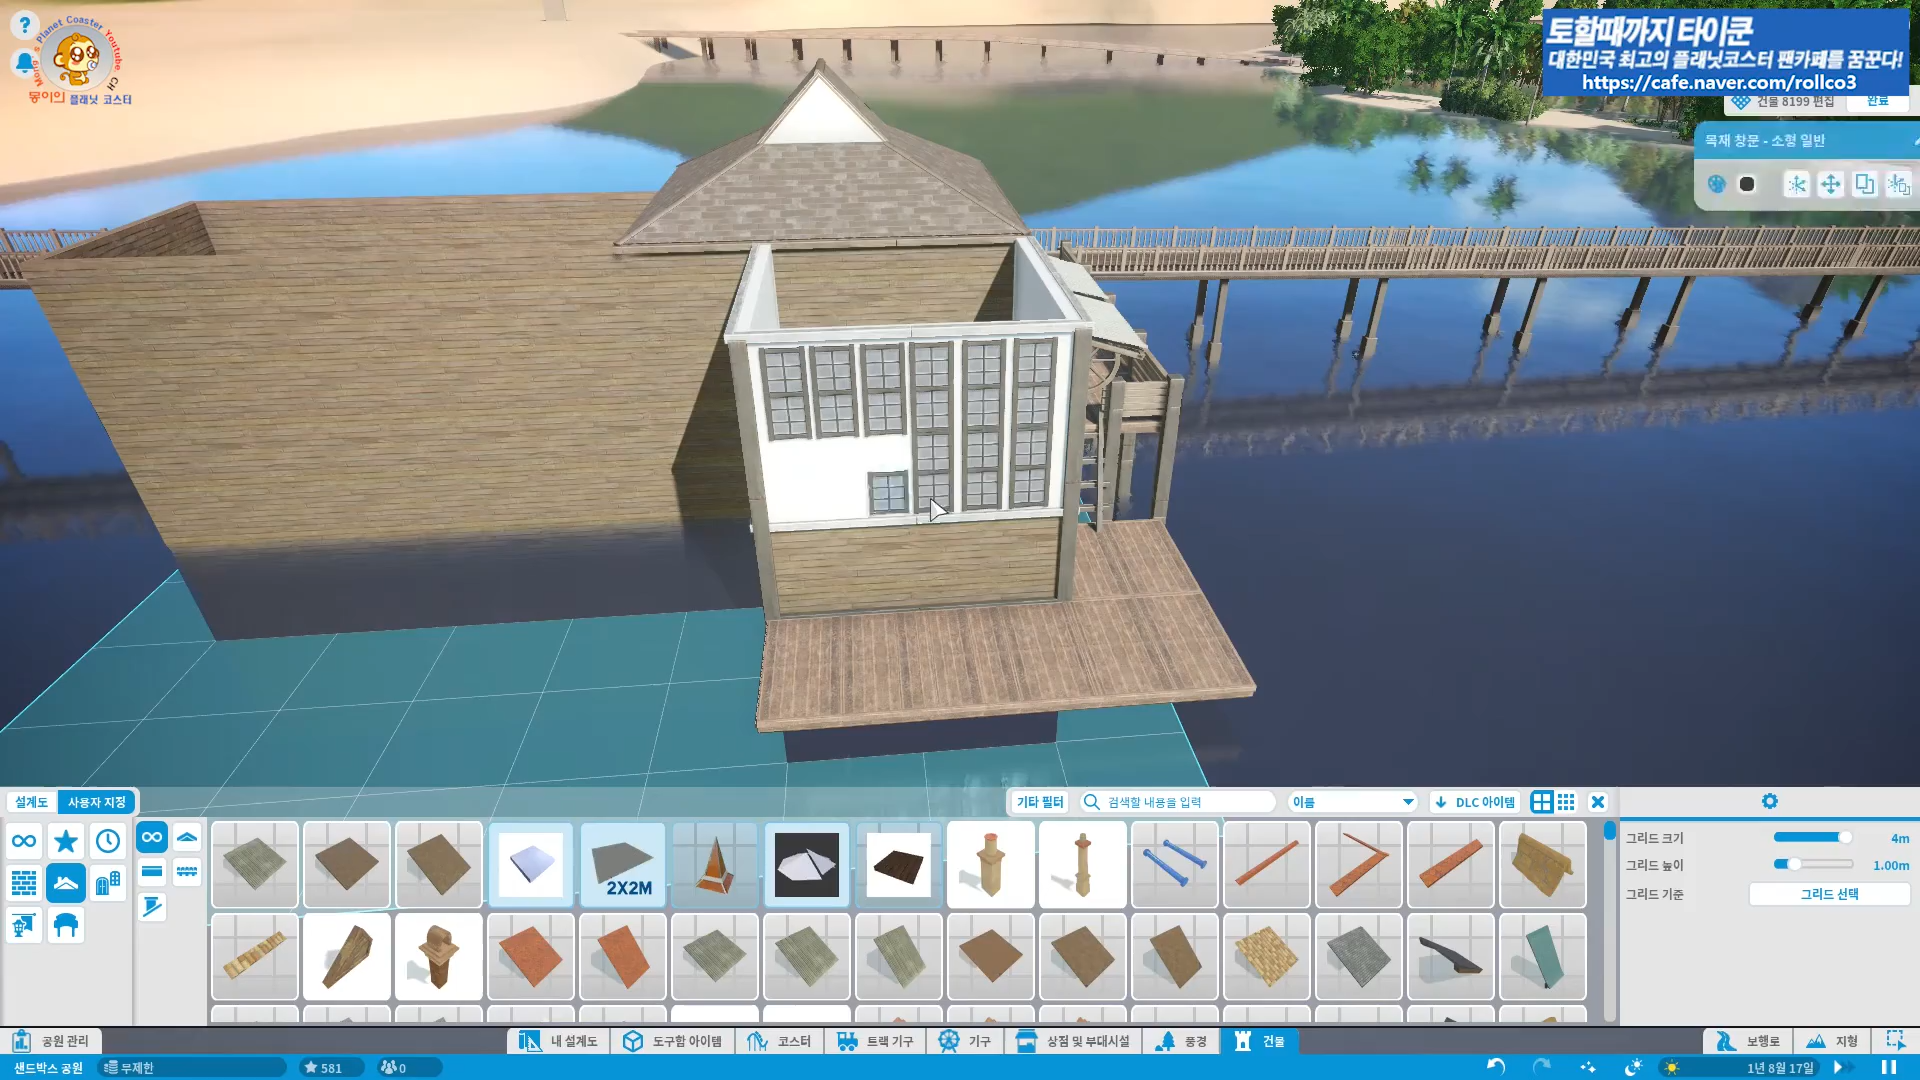 ?
Mong's Planet Coaster Youtube CH
몽이의 플래닛 코스터
토할때까지 타이쿤
대한민국 최고의 플래닛코스터 팬카페를 꿈꾼다!
https://cafe.naver.com/rollco3
건물 8199 편집
완료
목재 창문 - 소형 일반
설계도
사용자 지정
기타 필터
검색할 내용을 입력
이름
DLC 아이템
2X2M
그리드 크기
4m
그리드 높이
1.00m
그리드 기준
그리드 선택
공원 관리
내 설계도
도구함 아이템
코스터
트랙 기구
기구
상점 및 부대시설
풍경
건물
보행로
지형
샌드박스 공원
무제한
581
0
1년 8월 17일